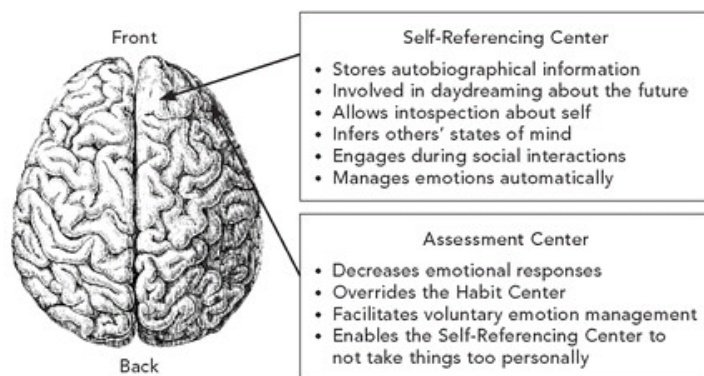 Front
Self-Referencing Center
• Stores autobiographical information
• Involved in daydreaming about the future
• Allows intospection about self
• Infers others' states of mind
• Engages during social interactions
• Manages emotions automatically
Assessment Center
• Decreases emotional responses
• Overrides the Habit Center
• Facilitates voluntary emotion management
• Enables the Self-Referencing Center to
not take things too personally
Back